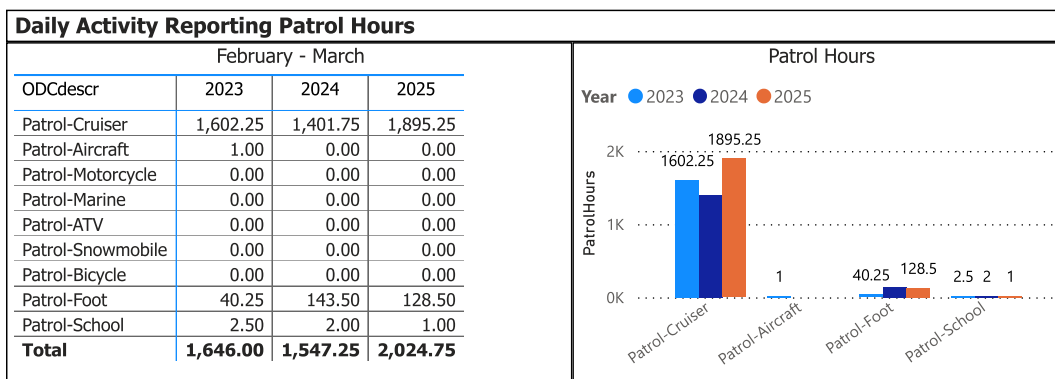 Daily Activity Reporting Patrol Hours
February - March
ODCdescr 2023 2024 2025
Patrol-Cruiser 1,602.25 1,401.75 1,895.25
Patrol-Aircraft 1.00 0.00 0.00
Patrol-Motorcycle 0.00 0.00 0.00
Patrol-Marine 0.00 0.00 0.00
Patrol-ATV 0.00 0.00 0.00
Patrol-Snowmobile 0.00 0.00 0.00
Patrol-Bicycle 0.00 0.00 0.00
Patrol-Foot 40.25 143.50 128.50
Patrol-School 2.50 2.00 1.00
Total 1,646.00 1,547.25 2,024.75
Patrol Hours
Year 2023 2024 2025
PatrolHours
2K
1K
0K
1602.25 1895.25
1
40.25 128.5
2.5 2 1
Patrol-Cruiser
Patrol-Aircraft
Patrol-Foot
Patrol-School